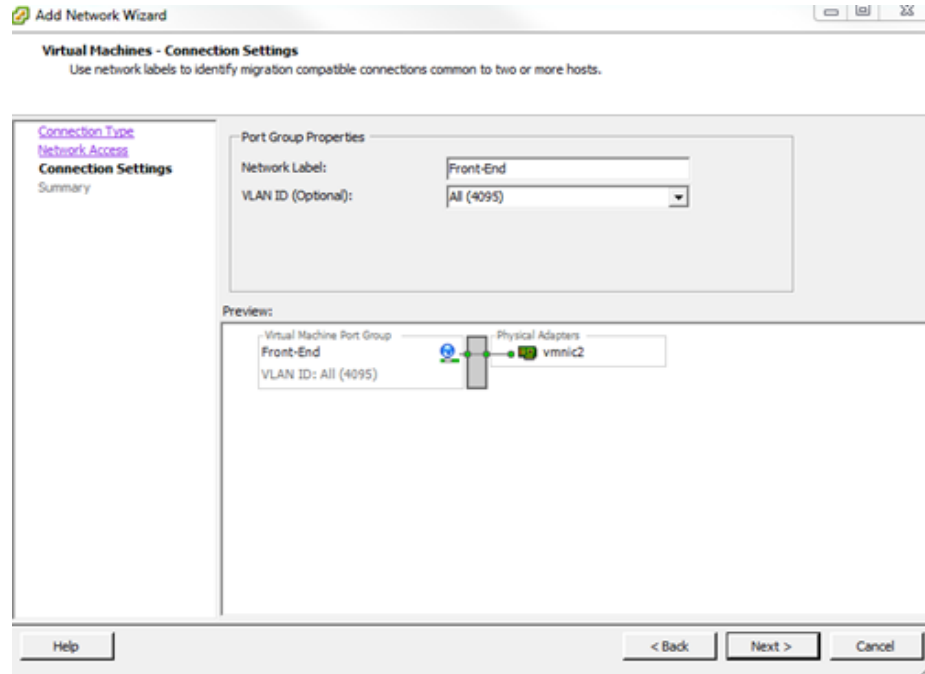 Add Network Wizard
Virtual Machines - Connection Settings
Use network labels to identify migration compatible connections common to two or more hosts.
Connection Type
Network Access
Connection Settings
Summary
Port Group Properties
Network Label:
Front-End
VLAN ID (Optional):
All (4095)
Preview:
Virtual Machine Port Group
Front-End
VLAN ID: All (4095)
Physical Adapters
vmnic2
Help
< Back
Next >
Cancel